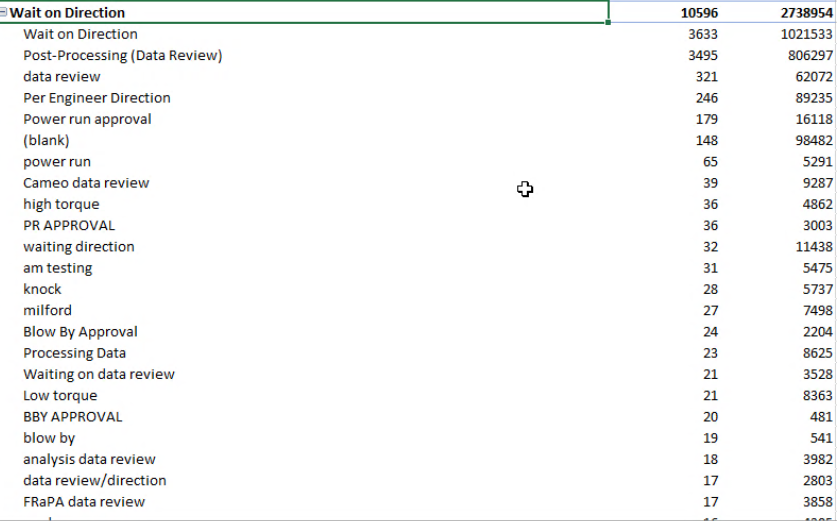 Wait on Direction 10596 2738954
Wait on Direction 3633 1021533
Post-Processing (Data Review) 3495 806297
data review 321 62072
Per Engineer Direction 246 89235
Power run approval 179 16118
(blank) 148 98482
power run 65 5291
Cameo data review 39 9287
high torque 36 4862
PR APPROVAL 36 3003
waiting direction 32 11438
am testing 31 5475
knock 28 5737
milford 27 7498
Blow By Approval 24 2204
Processing Data 23 8625
Waiting on data review 21 3528
Low torque 21 8363
BBY APPROVAL 20 481
blow by 19 541
analysis data review 18 3982
data review/direction 17 2803
FRaPA data review 17 3858